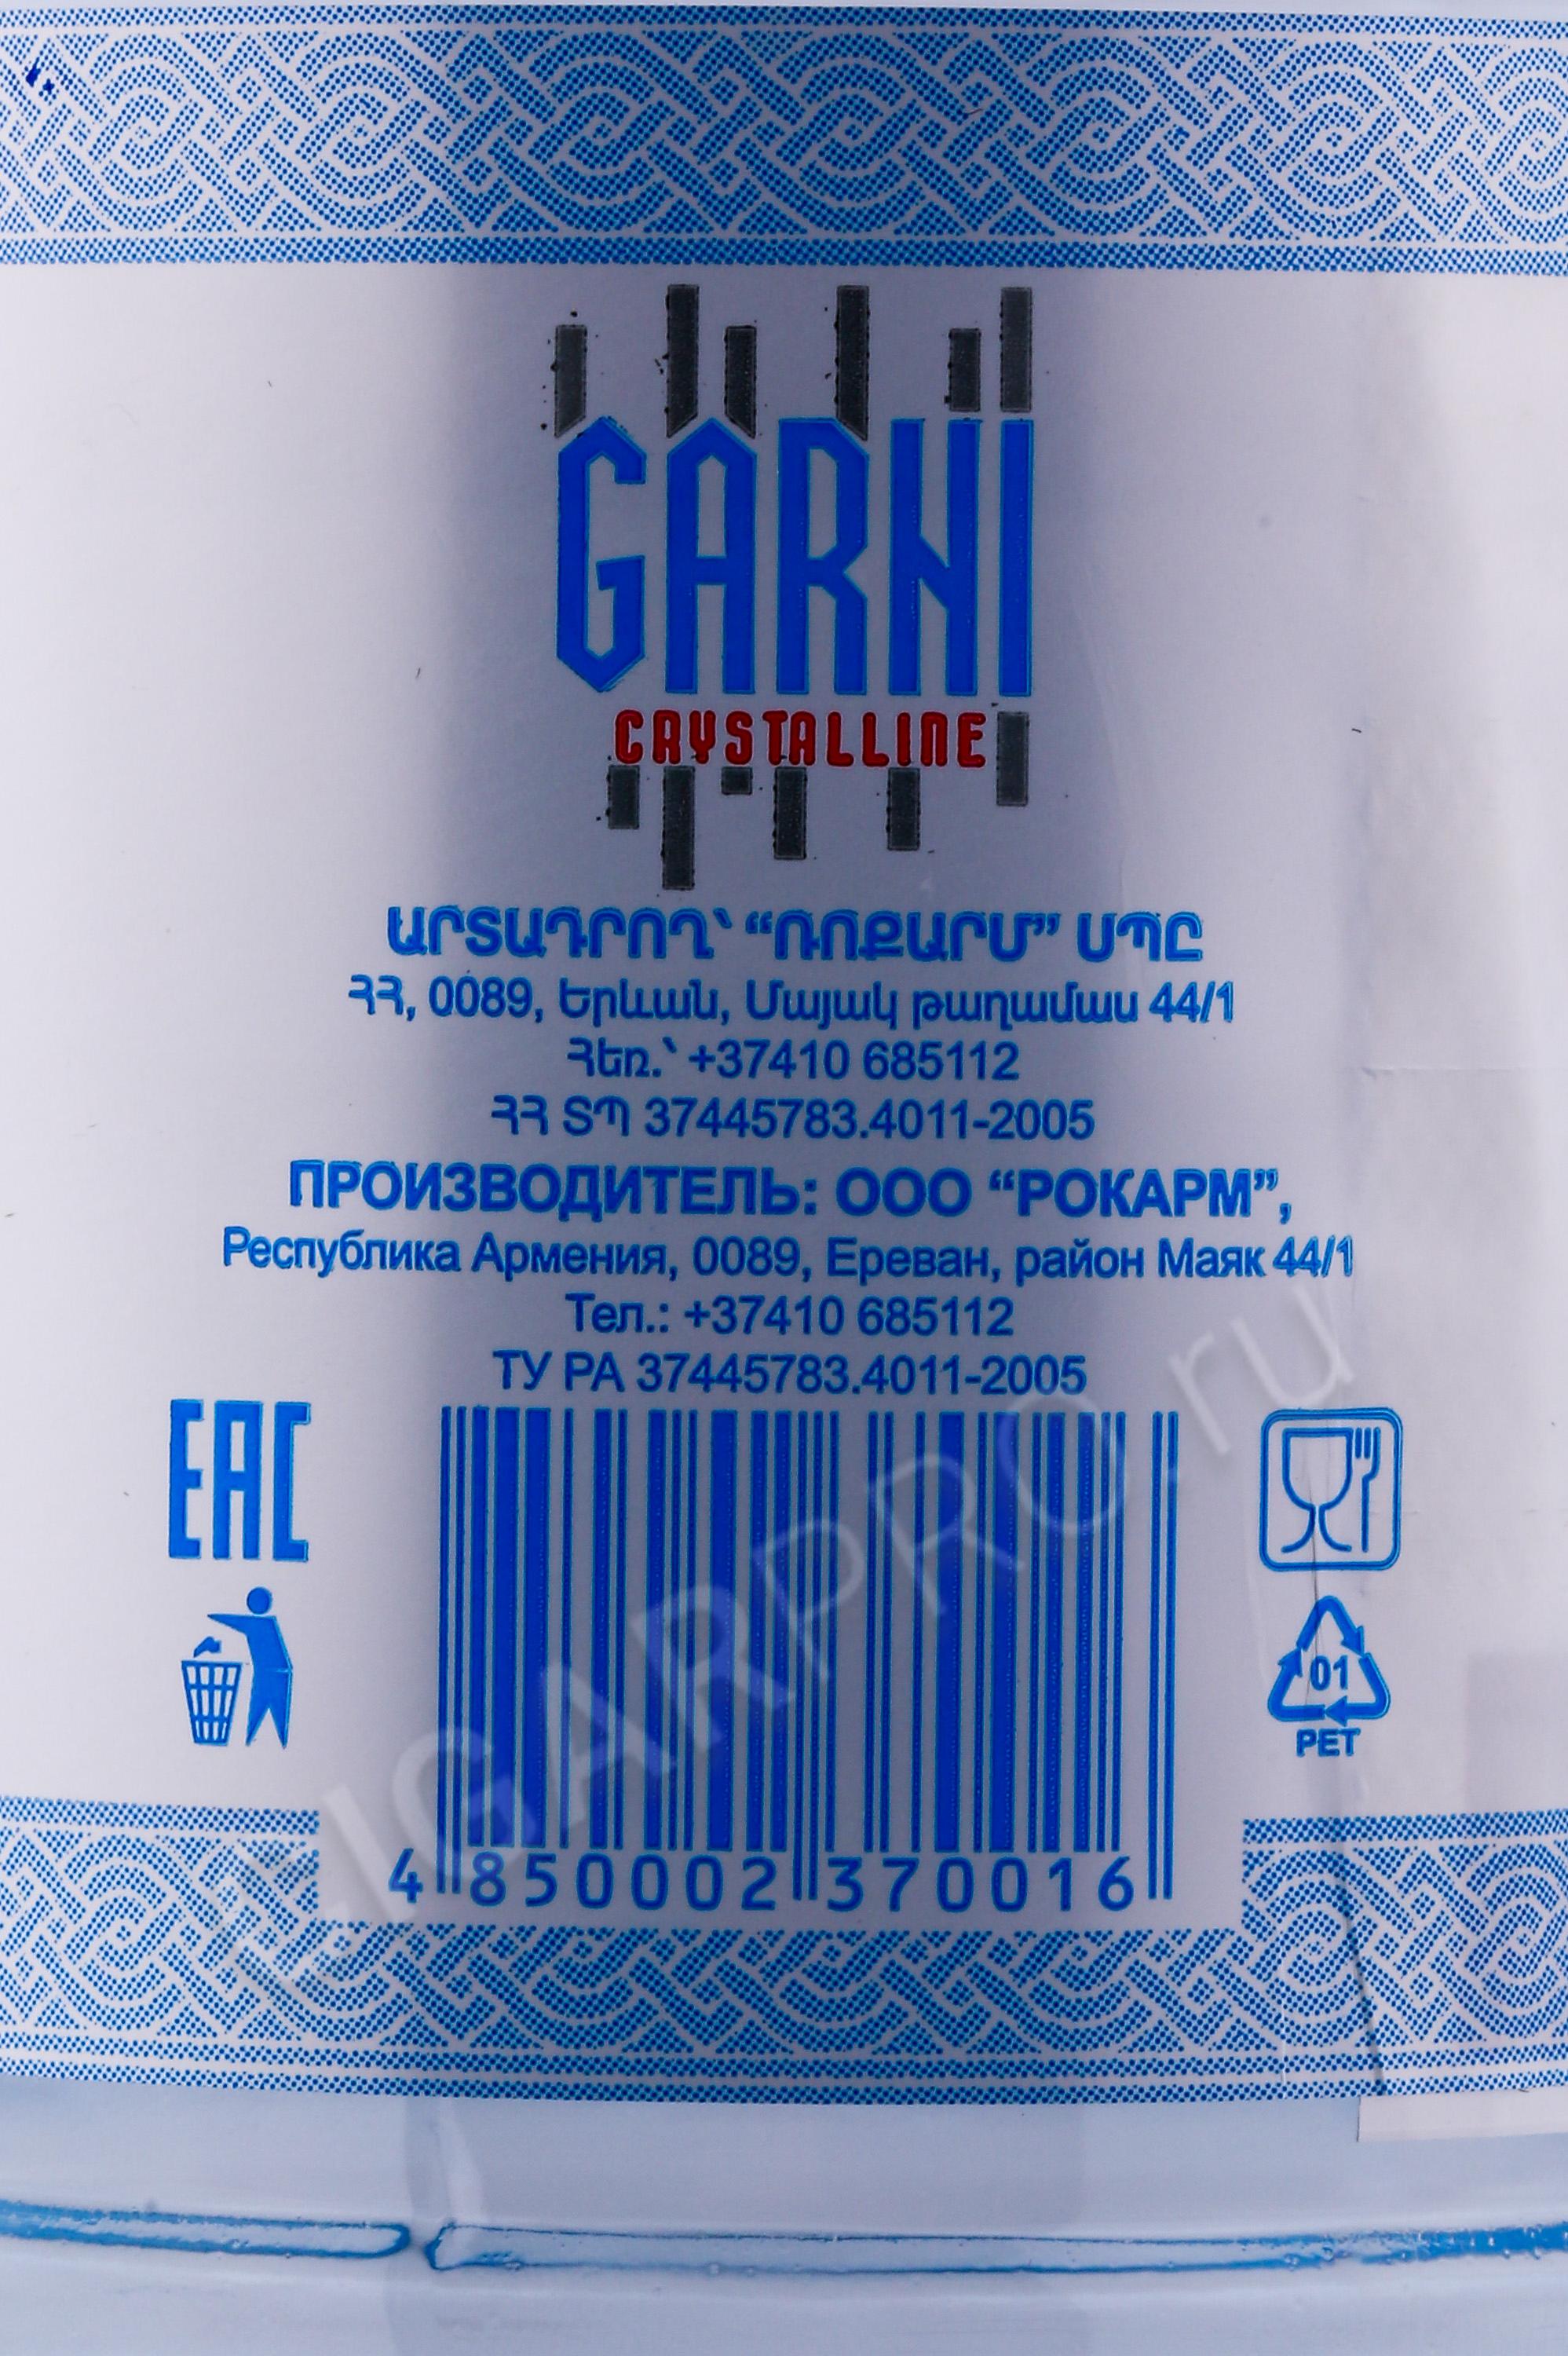 GARNI
CRYSTALLINE
ԱՐՏԱԴՐՈՂ՝ “ՌՈՔԱՐՄ” ՍՊԸ
ՀՀ, 0089, Երևան, Մայակ թաղամաս 44/1
Հեռ.՝ +37410 685112
ՀՀ ՏՊ 37445783.4011-2005
ПРОИЗВОДИТЕЛЬ: ООО “РОКАРМ”,
Республика Армения, 0089, Ереван, район Маяк 44/1
Тел.: +37410 685112
ТУ РА 37445783.4011-2005
EAC
01
PET
4 850002 370016
CIGARPRO.ru